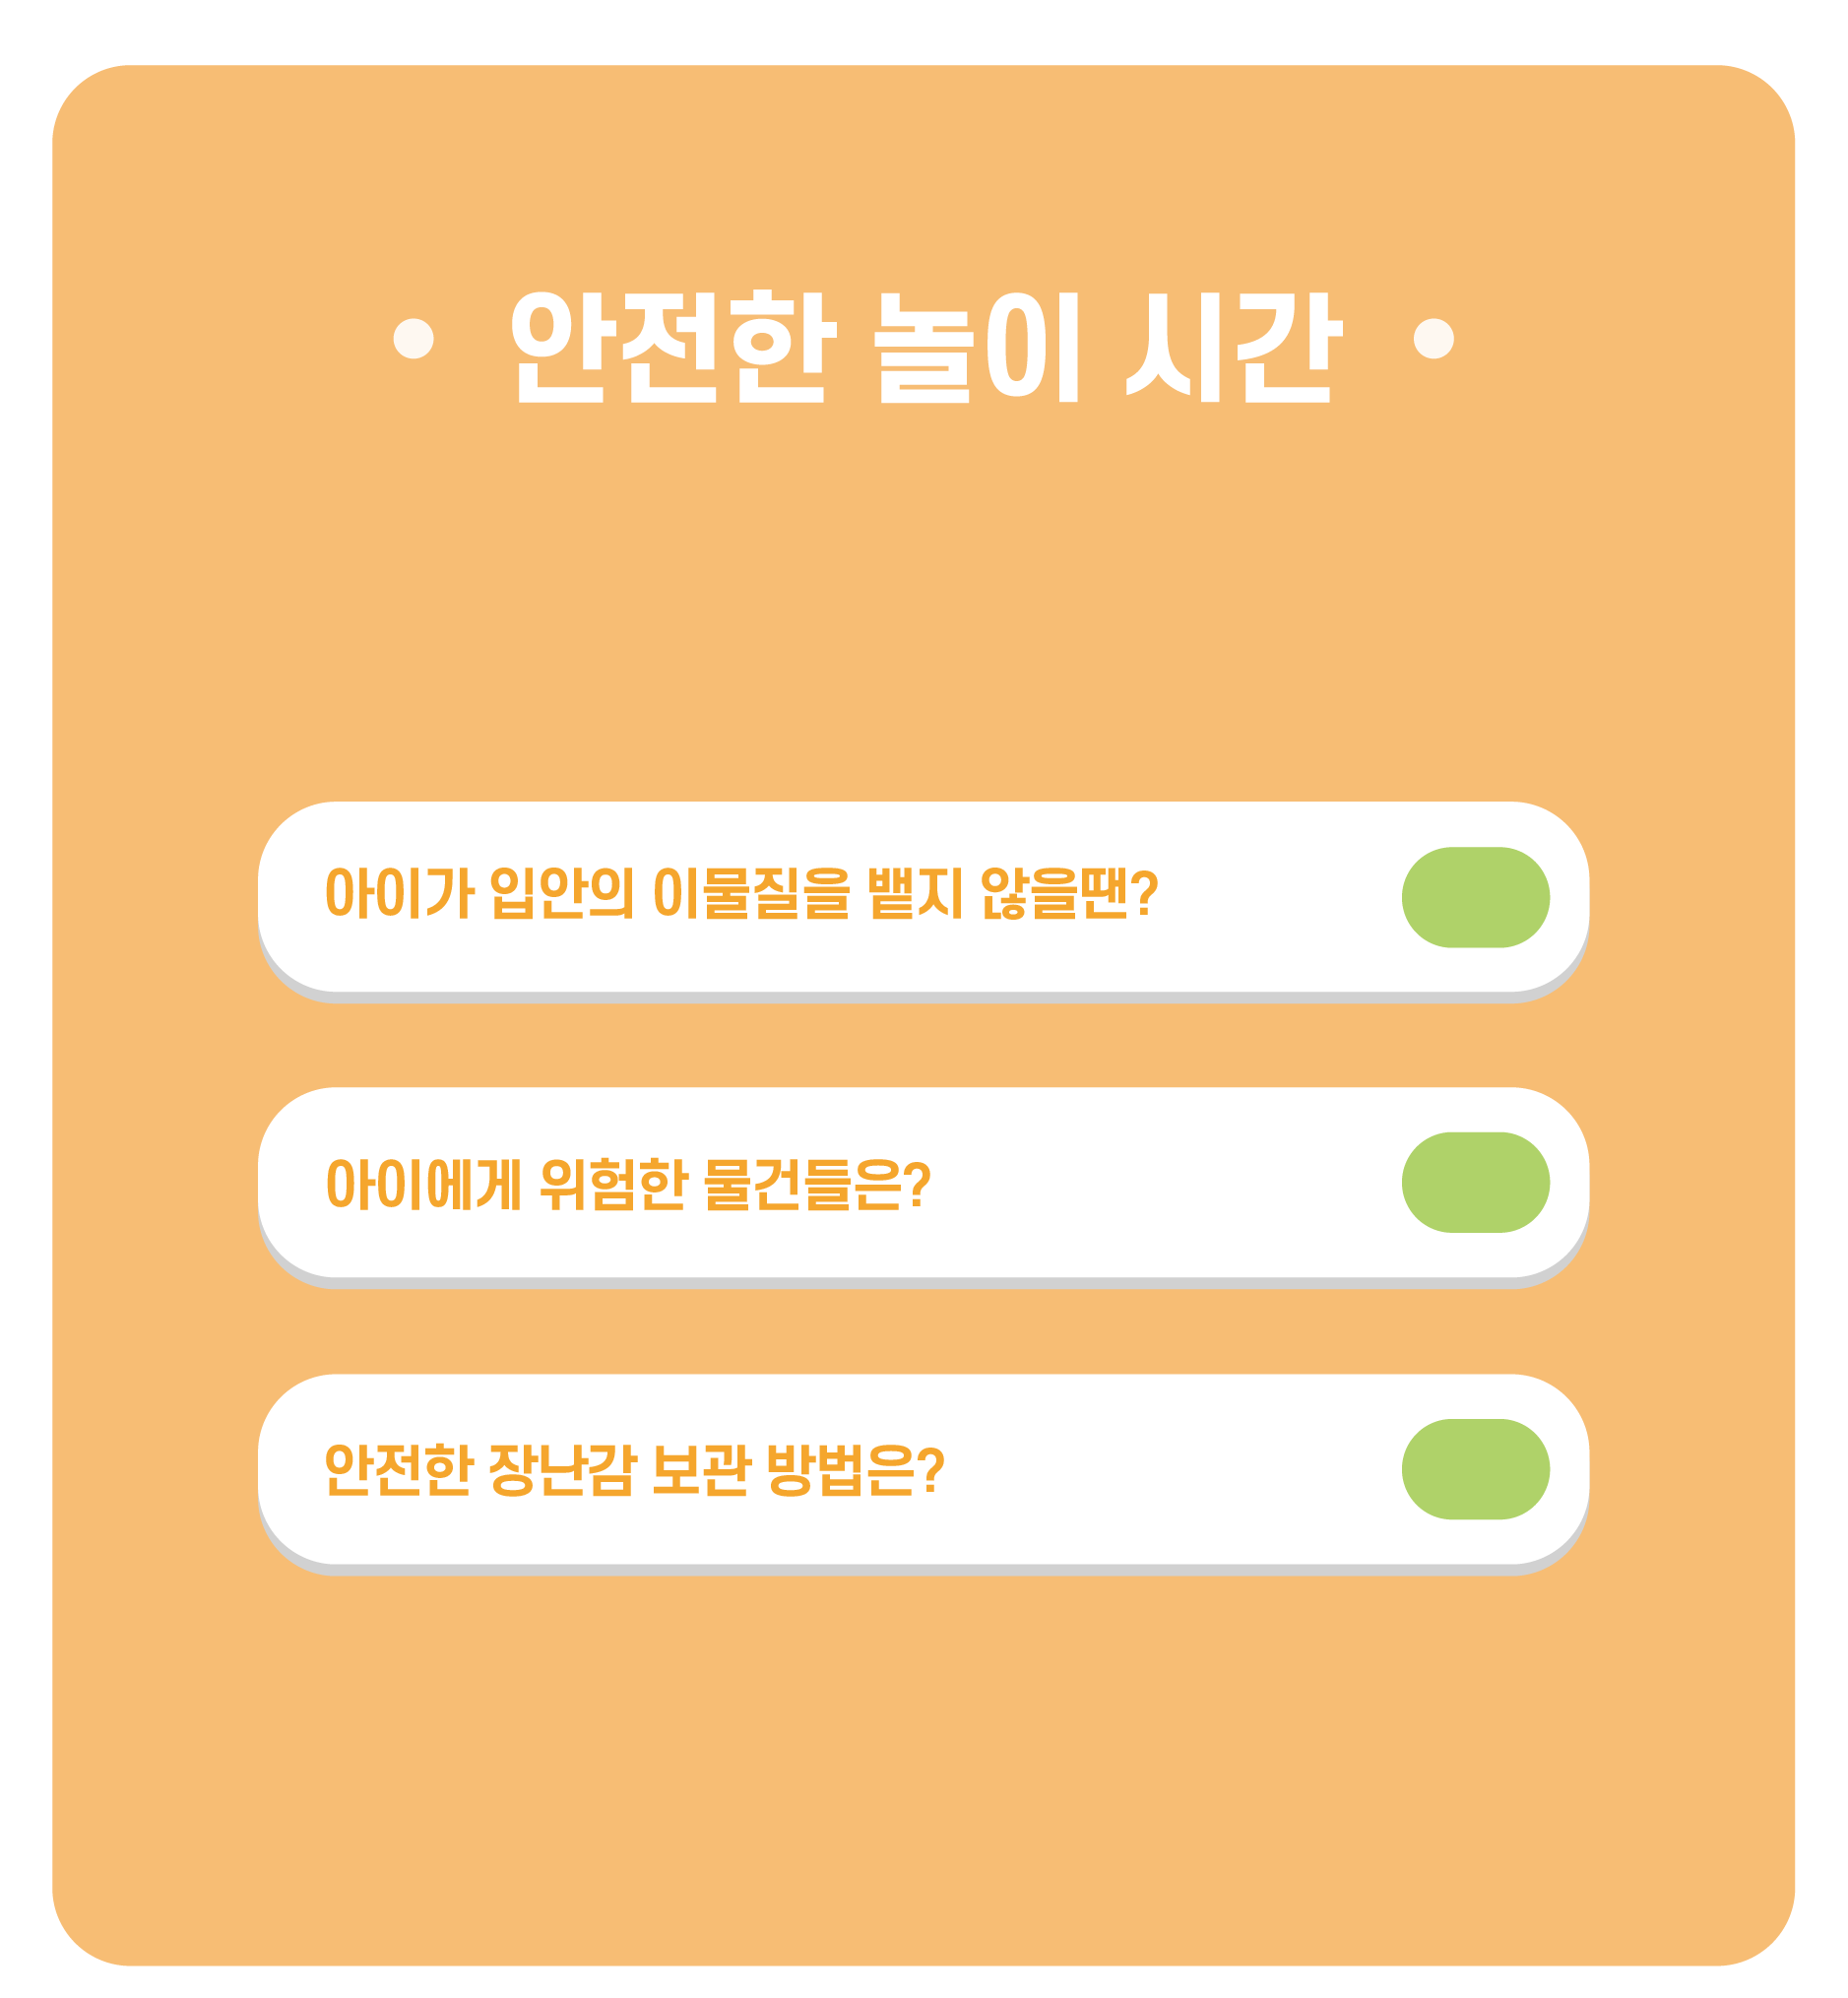 안전한 놀이 시간
아이가 입안의 이물질을 뱉지 않을땐?
아이에게 위험한 물건들은?
안전한 장난감 보관 방법은?